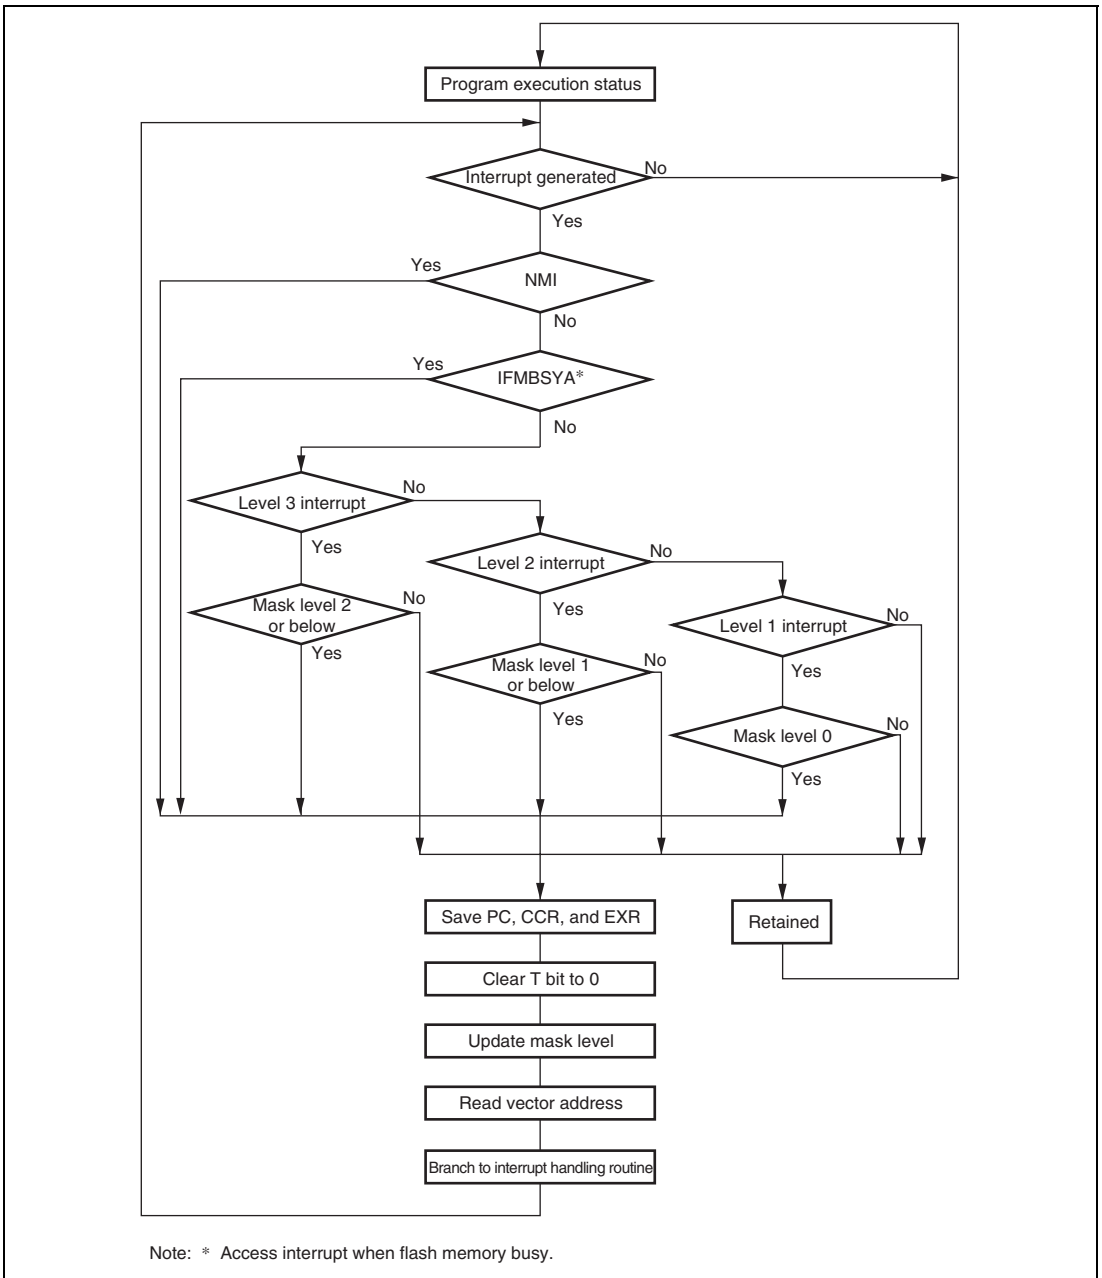 Program execution status
Interrupt generated
No
Yes
Yes
NMI
No
Yes
IFMBSYA*
No
Level 3 interrupt
No
Yes
Level 2 interrupt
No
Yes
Mask level 2
or below
No
Yes
Level 1 interrupt
No
Yes
Mask level 1
or below
No
Yes
Mask level 0
No
Yes
Save PC, CCR, and EXR
Retained
Clear T bit to 0
Update mask level
Read vector address
Branch to interrupt handling routine
Note: * Access interrupt when flash memory busy.